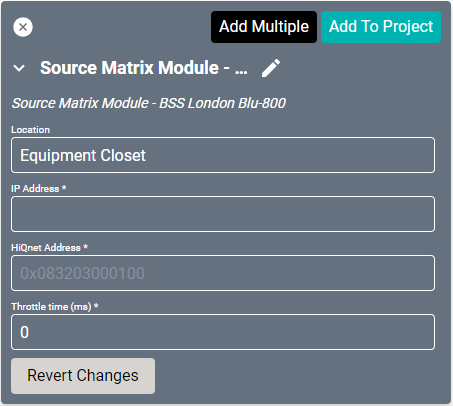 Add Multiple
Add To Project
Source Matrix Module - ...
Source Matrix Module - BSS London Blu-800
Location
Equipment Closet
IP Address *
HiQnet Address *
0x083203000100
Throttle time (ms) *
0
Revert Changes